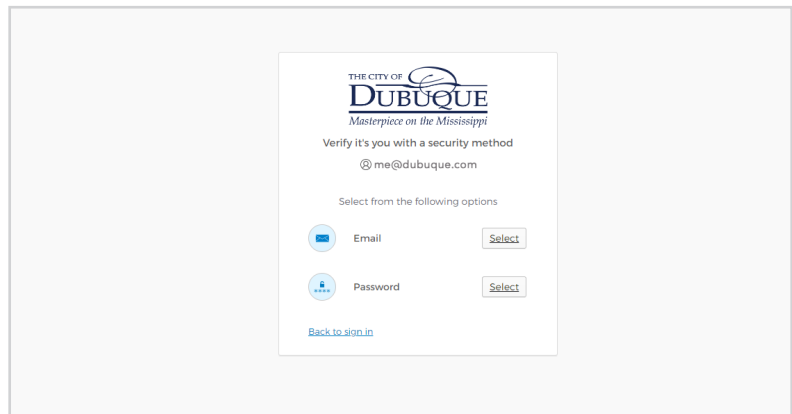 THE CITY OF
DUBUQUE
Masterpiece on the Mississippi
Verify it's you with a security method
me@dubuque.com
Select from the following options
Email Select
Password Select
Back to sign in